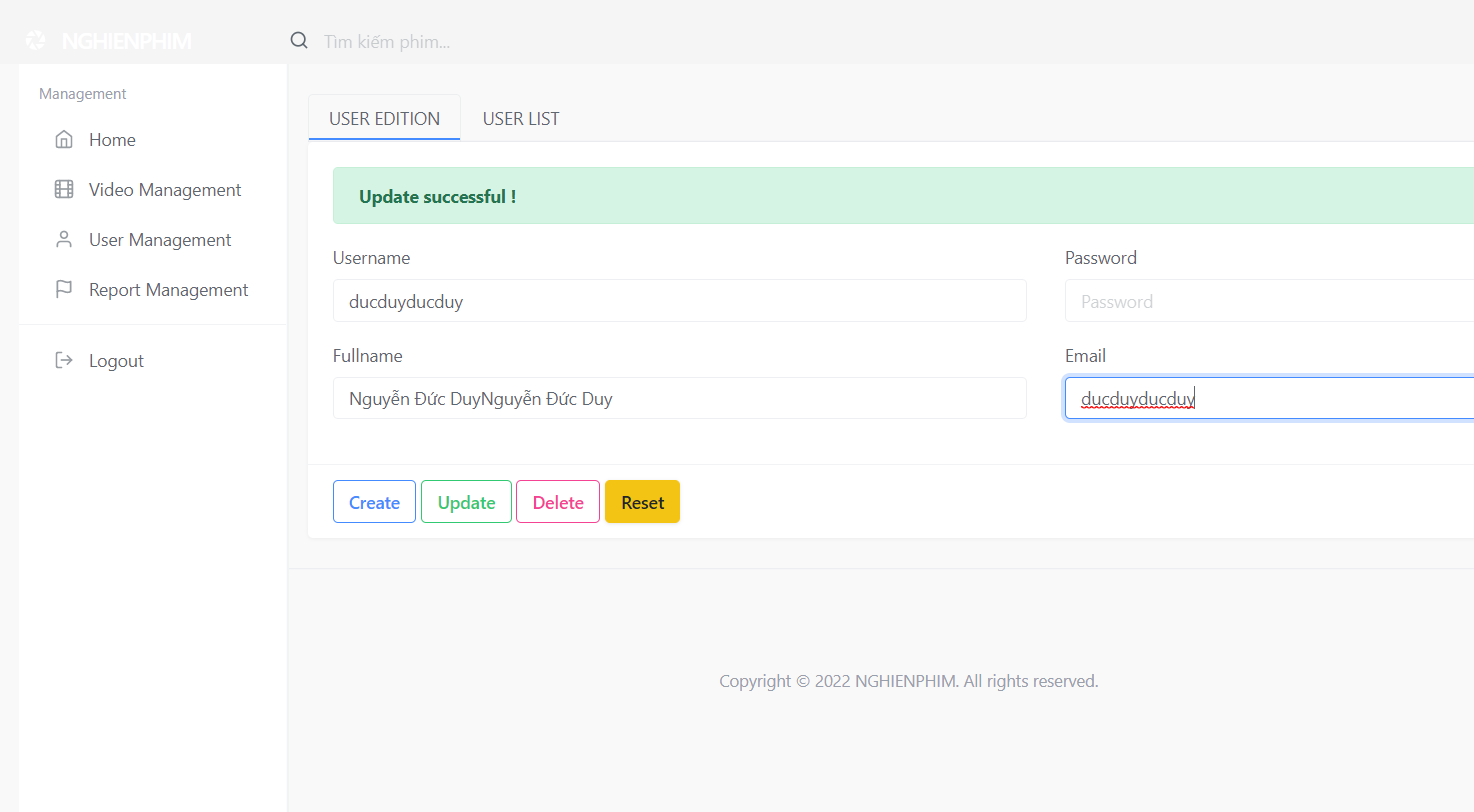 NGHIENPHIM
Tìm kiếm phim...
Management
Home
Video Management
User Management
Report Management
Logout
USER EDITION
USER LIST
Update successful !
Username
ducduyducduy
Password
Password
Fullname
Nguyễn Đức DuyNguyễn Đức Duy
Email
ducduyducduy
Create
Update
Delete
Reset
Copyright © 2022 NGHIENPHIM. All rights reserved.